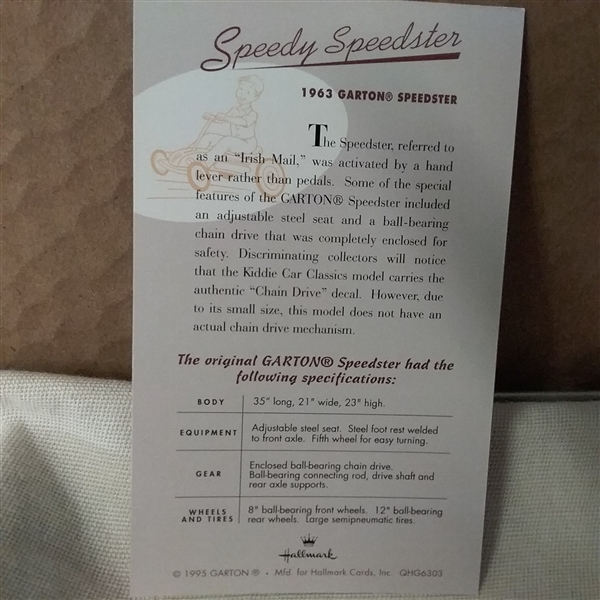 Speedy Speedster
1963 GARTON® SPEEDSTER
The Speedster, referred to
as an “Irish Mail,” was activated by a hand
lever rather than pedals. Some of the special
features of the GARTON® Speedster included
an adjustable steel seat and a ball-bearing
chain drive that was completely enclosed for
safety. Discriminating collectors will notice
that the Kiddie Car Classics model carries the
authentic “Chain Drive” decal. However, due
to its small size, this model does not have an
actual chain drive mechanism.
The original GARTON® Speedster had the
following specifications:
BODY 35" long, 21" wide, 23" high.
EQUIPMENT Adjustable steel seat. Steel foot rest welded
to front axle. Fifth wheel for easy turning.
GEAR Enclosed ball-bearing chain drive.
Ball-bearing connecting rod, drive shaft and
rear axle supports.
WHEELS AND TIRES 8" ball-bearing front wheels. 12" ball-bearing
rear wheels. Large semipneumatic tires.
Hallmark
© 1995 GARTON ® • Mfd. for Hallmark Cards, Inc. QHG6303